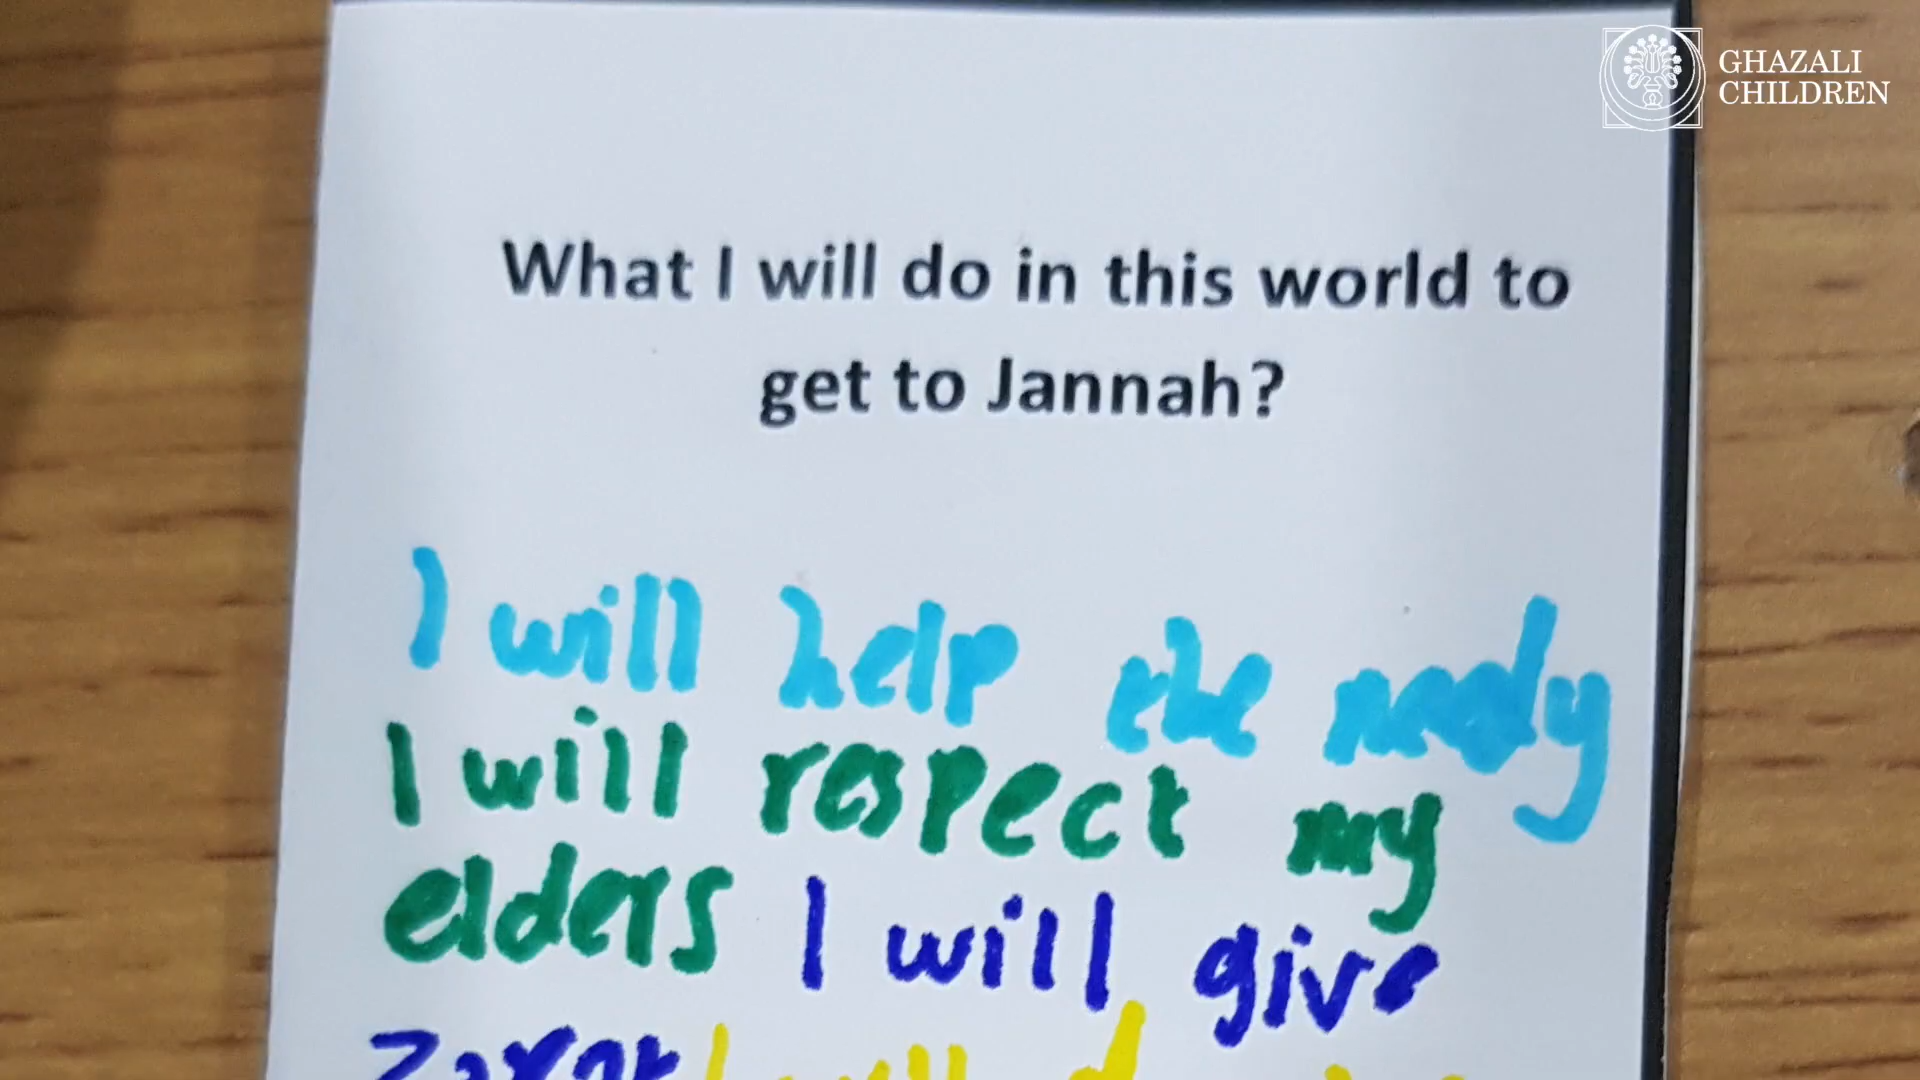 GHAZALI
CHILDREN
What I will do in this world to
get to Jannah?
I will help the needy
I will respect my
elders I will give
Zakat I will